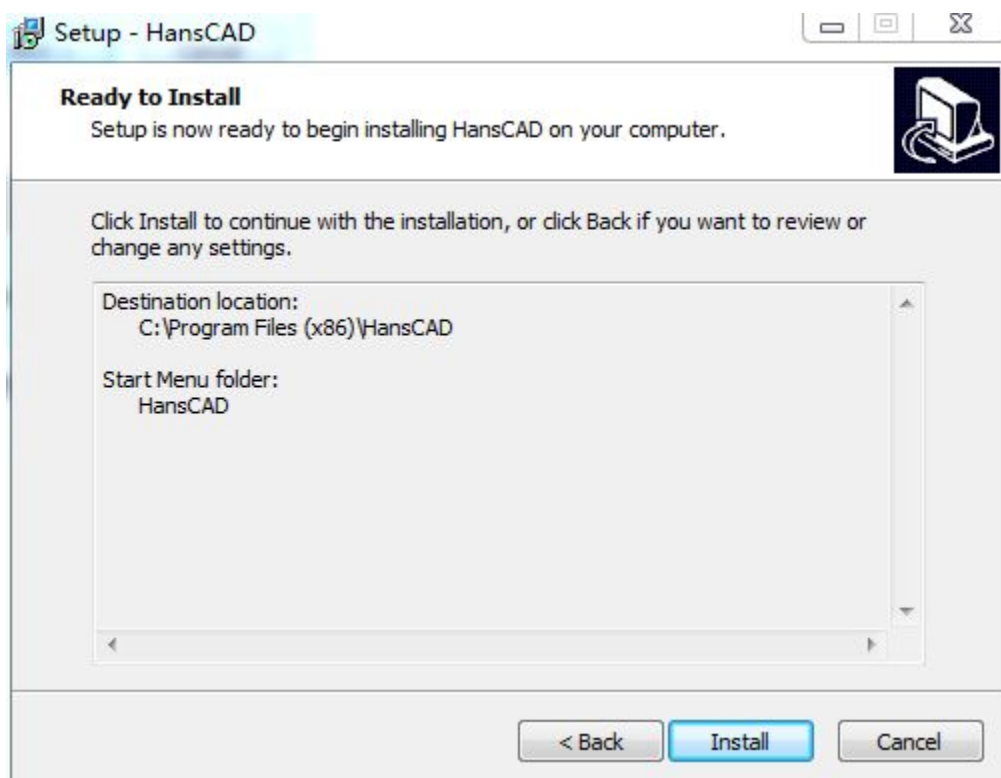 Setup - HansCAD
Ready to Install
Setup is now ready to begin installing HansCAD on your computer.
Click Install to continue with the installation, or click Back if you want to review or
change any settings.
Destination location:
C:\Program Files (x86)\HansCAD
Start Menu folder:
HansCAD
< Back
Install
Cancel